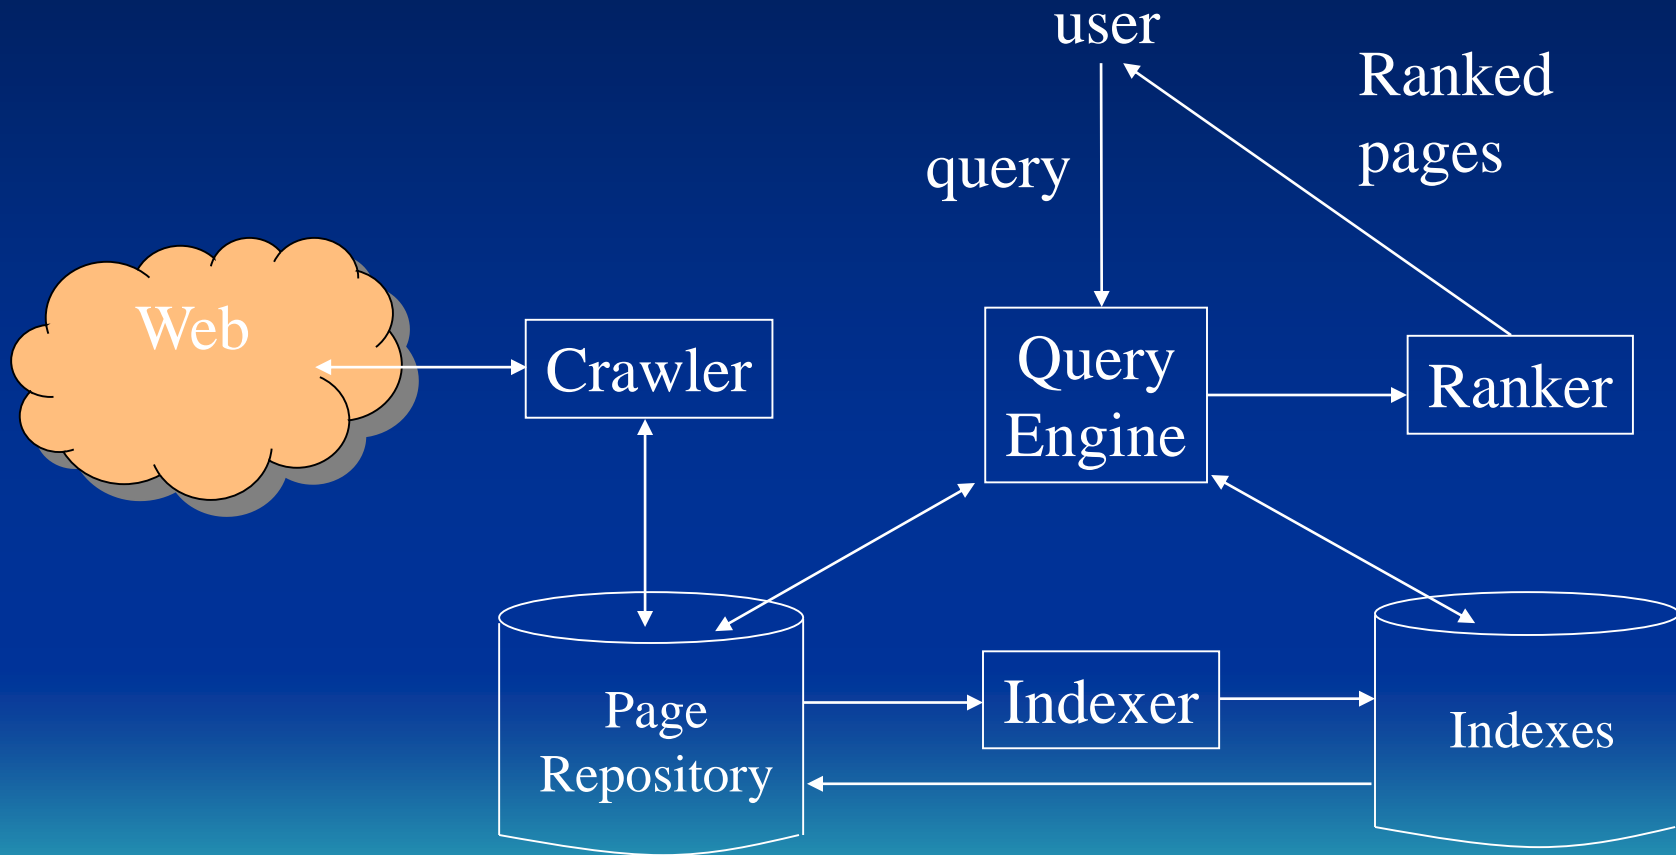 user
Ranked
pages
query
Web
Crawler
Query
Engine
Ranker
Page
Repository
Indexer
Indexes